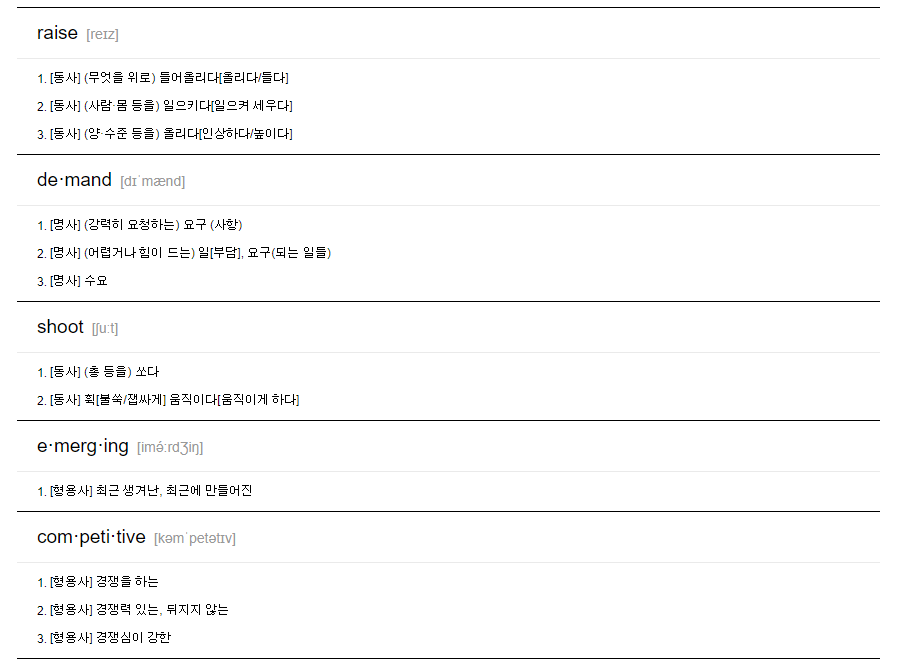 raise [reɪz]
1. [동사] (무엇을 위로) 들어올리다[올리다/들다]
2. [동사] (사람·몸 등을) 일으키다[일으켜 세우다]
3. [동사] (양·수준 등을) 올리다[인상하다/높이다]
de·mand [dɪˈmænd]
1. [명사] (강력히 요청하는) 요구 (사항)
2. [명사] (어렵거나 힘이 드는) 일[부담], 요구(되는 일들)
3. [명사] 수요
shoot [ʃuːt]
1. [동사] (총 등을) 쏘다
2. [동사] 휙[불쑥/잽싸게] 움직이다[움직이게 하다]
e·merg·ing [imə́ːrdʒiŋ]
1. [형용사] 최근 생겨난, 최근에 만들어진
com·peti·tive [kəmˈpetətɪv]
1. [형용사] 경쟁을 하는
2. [형용사] 경쟁력 있는, 뒤지지 않는
3. [형용사] 경쟁심이 강한